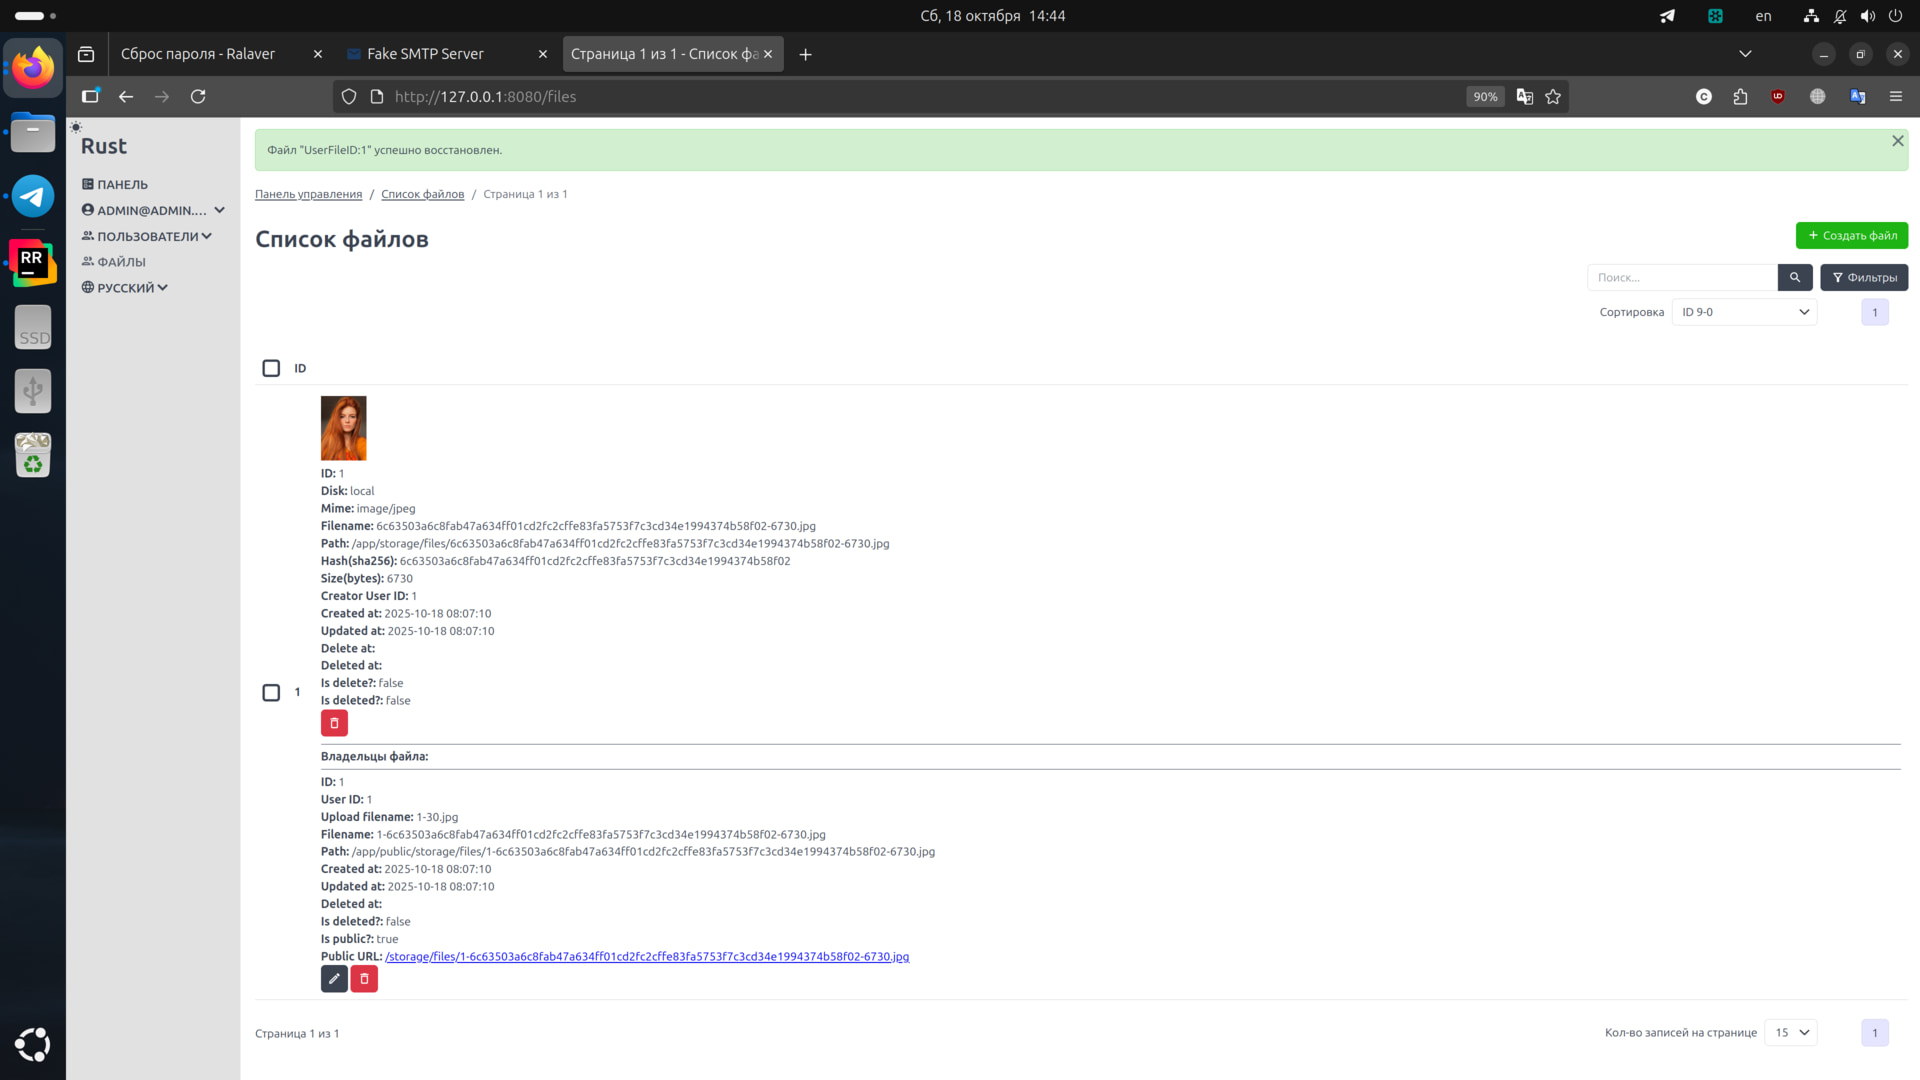 Сб, 18 октября 14:44
en
Сброс пароля - Ralaver
Fake SMTP Server
Страница 1 из 1 - Список фа
http://127.0.0.1:8080/files
90%
Rust
ПАНЕЛЬ
ADMIN@ADMIN....
ПОЛЬЗОВАТЕЛИ
ФАЙЛЫ
РУССКИЙ
RR
SSD
Файл "UserFileID:1" успешно восстановлен.
Панель управления / Список файлов / Страница 1 из 1
Список файлов
+ Создать файл
Поиск...
Фильтры
Сортировка
ID 9-0
1
ID
ID: 1
Disk: local
Mime: image/jpeg
Filename: 6c63503a6c8fab47a634ff01cd2fc2cffe83fa5753f7c3cd34e1994374b58f02-6730.jpg
Path: /app/storage/files/6c63503a6c8fab47a634ff01cd2fc2cffe83fa5753f7c3cd34e1994374b58f02-6730.jpg
Hash(sha256): 6c63503a6c8fab47a634ff01cd2fc2cffe83fa5753f7c3cd34e1994374b58f02
Size(bytes): 6730
Creator User ID: 1
Created at: 2025-10-18 08:07:10
Updated at: 2025-10-18 08:07:10
Delete at:
Deleted at:
Is delete?: false
1
Is deleted?: false
Владельцы файла:
ID: 1
User ID: 1
Upload filename: 1-30.jpg
Filename: 1-6c63503a6c8fab47a634ff01cd2fc2cffe83fa5753f7c3cd34e1994374b58f02-6730.jpg
Path: /app/public/storage/files/1-6c63503a6c8fab47a634ff01cd2fc2cffe83fa5753f7c3cd34e1994374b58f02-6730.jpg
Created at: 2025-10-18 08:07:10
Updated at: 2025-10-18 08:07:10
Deleted at:
Is deleted?: false
Is public?: true
Public URL: /storage/files/1-6c63503a6c8fab47a634ff01cd2fc2cffe83fa5753f7c3cd34e1994374b58f02-6730.jpg
Страница 1 из 1
Кол-во записей на странице
15
1